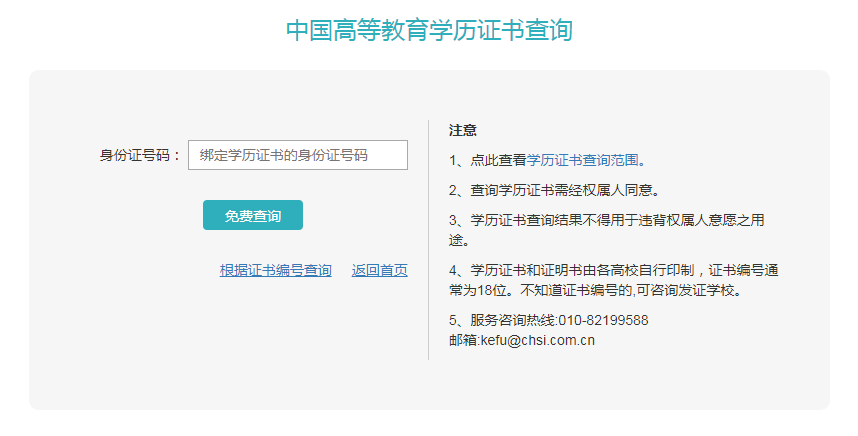 中国高等教育学历证书查询
身份证号码：
绑定学历证书的身份证号码
免费查询
根据证书编号查询
返回首页
注意
1、点此查看学历证书查询范围。
2、查询学历证书需经权属人同意。
3、学历证书查询结果不得用于违背权属人意愿之用
途。
4、学历证书和证明书由各高校自行印制，证书编号通
常为18位。不知道证书编号的,可咨询发证学校。
5、服务咨询热线:010-82199588
邮箱:kefu@chsi.com.cn